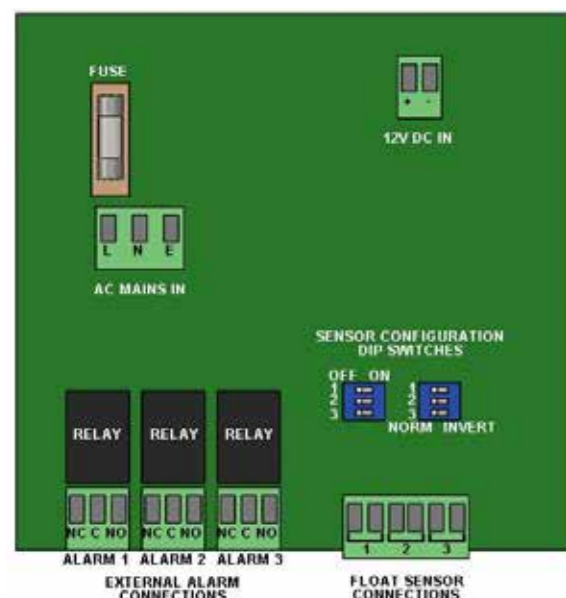 FUSE
+ -
12V DC IN
L N E
AC MAINS IN
SENSOR CONFIGURATION
DIP SWITCHES
OFF ON
1 1
2 2
3 3
NORM INVERT
RELAY RELAY RELAY
NC C NO NC C NO NC C NO
1 2 3
ALARM 1 ALARM 2 ALARM 3
EXTERNAL ALARM
CONNECTIONS
FLOAT SENSOR
CONNECTIONS